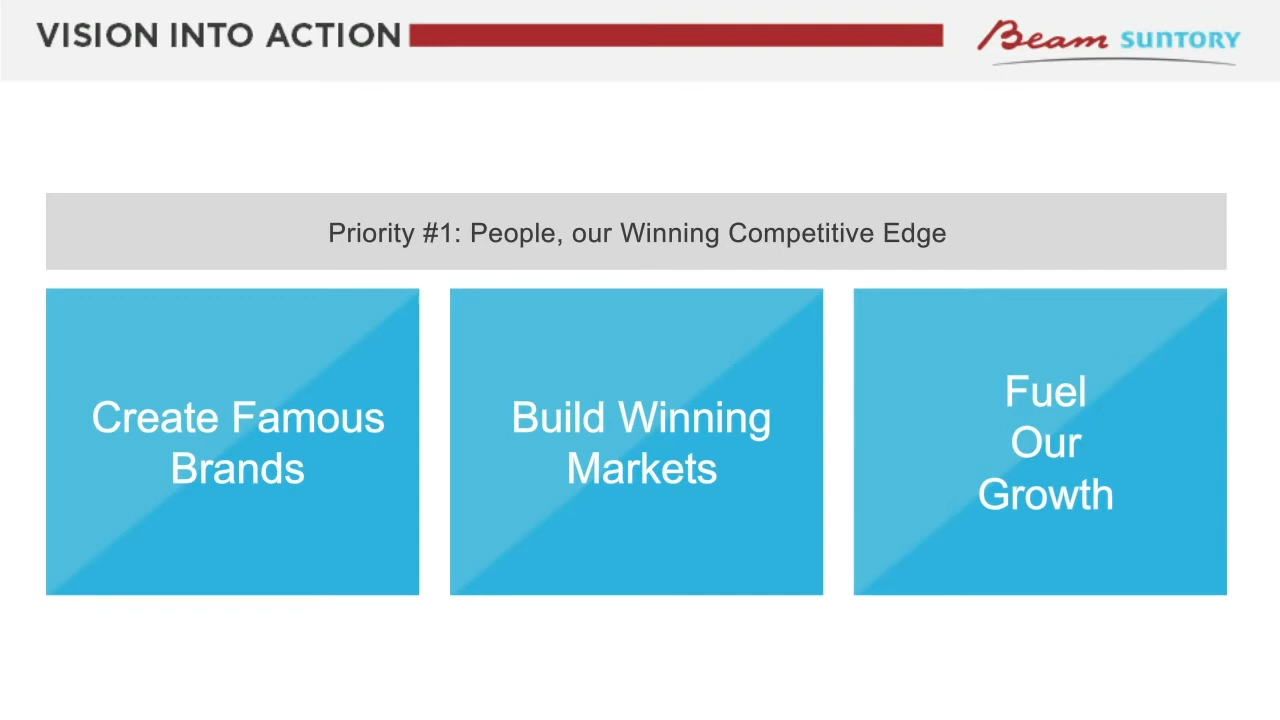 VISION INTO ACTION
Beam SUNTORY
Priority #1: People, our Winning Competitive Edge
Create Famous
Brands
Build Winning
Markets
Fuel
Our
Growth